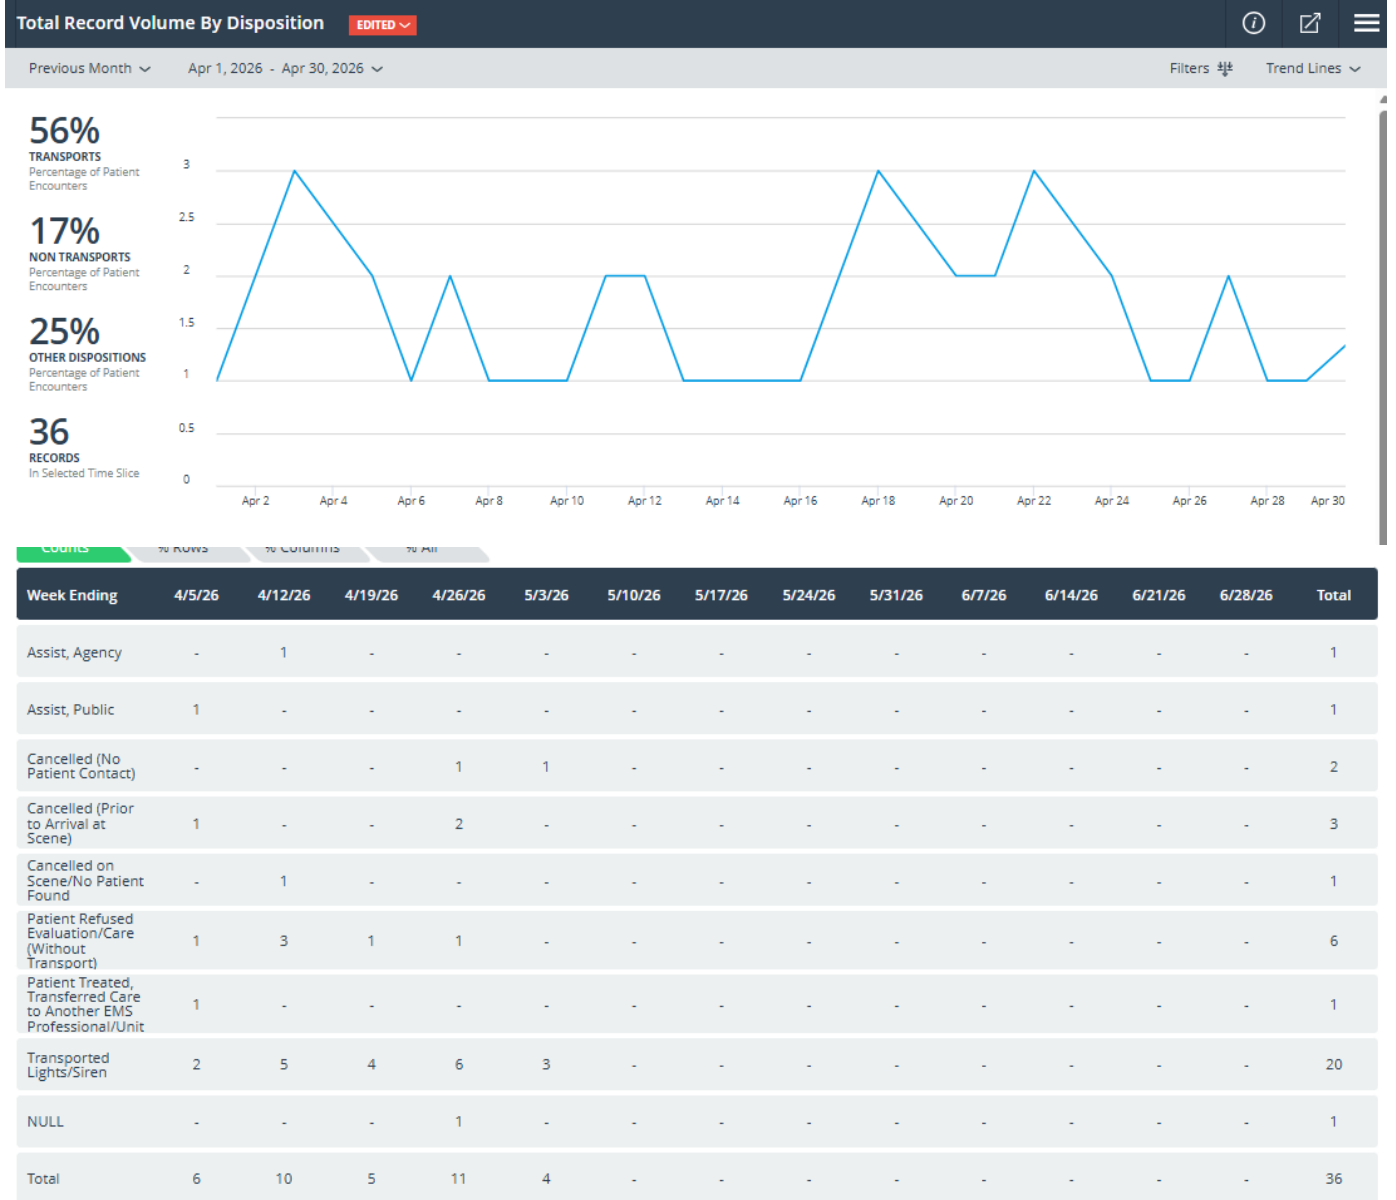 Total Record Volume By Disposition EDITED
Previous Month Apr 1, 2026 - Apr 30, 2026 Filters Trend Lines
56%
TRANSPORTS
Percentage of Patient
Encounters
17%
NON TRANSPORTS
Percentage of Patient
Encounters
25%
OTHER DISPOSITIONS
Percentage of Patient
Encounters
36
RECORDS
In Selected Time Slice
3
2.5
2
1.5
1
0.5
0
Apr 2 Apr 4 Apr 6 Apr 8 Apr 10 Apr 12 Apr 14 Apr 16 Apr 18 Apr 20 Apr 22 Apr 24 Apr 26 Apr 28 Apr 30
Counts % Rows % Columns % All
Week Ending 4/5/26 4/12/26 4/19/26 4/26/26 5/3/26 5/10/26 5/17/26 5/24/26 5/31/26 6/7/26 6/14/26 6/21/26 6/28/26 Total
Assist, Agency - 1 - - - - - - - - - - - 1
Assist, Public 1 - - - - - - - - - - - - 1
Cancelled (No
Patient Contact) - - - 1 1 - - - - - - - - 2
Cancelled (Prior
to Arrival at
Scene) 1 - - 2 - - - - - - - - - 3
Cancelled on
Scene/No Patient
Found - 1 - - - - - - - - - - - 1
Patient Refused
Evaluation/Care
(Without
Transport) 1 3 1 1 - - - - - - - - - 6
Patient Treated,
Transferred Care
to Another EMS
Professional/Unit 1 - - - - - - - - - - - - 1
Transported
Lights/Siren 2 5 4 6 3 - - - - - - - - 20
NULL - - - 1 - - - - - - - - - 1
Total 6 10 5 11 4 - - - - - - - - 36